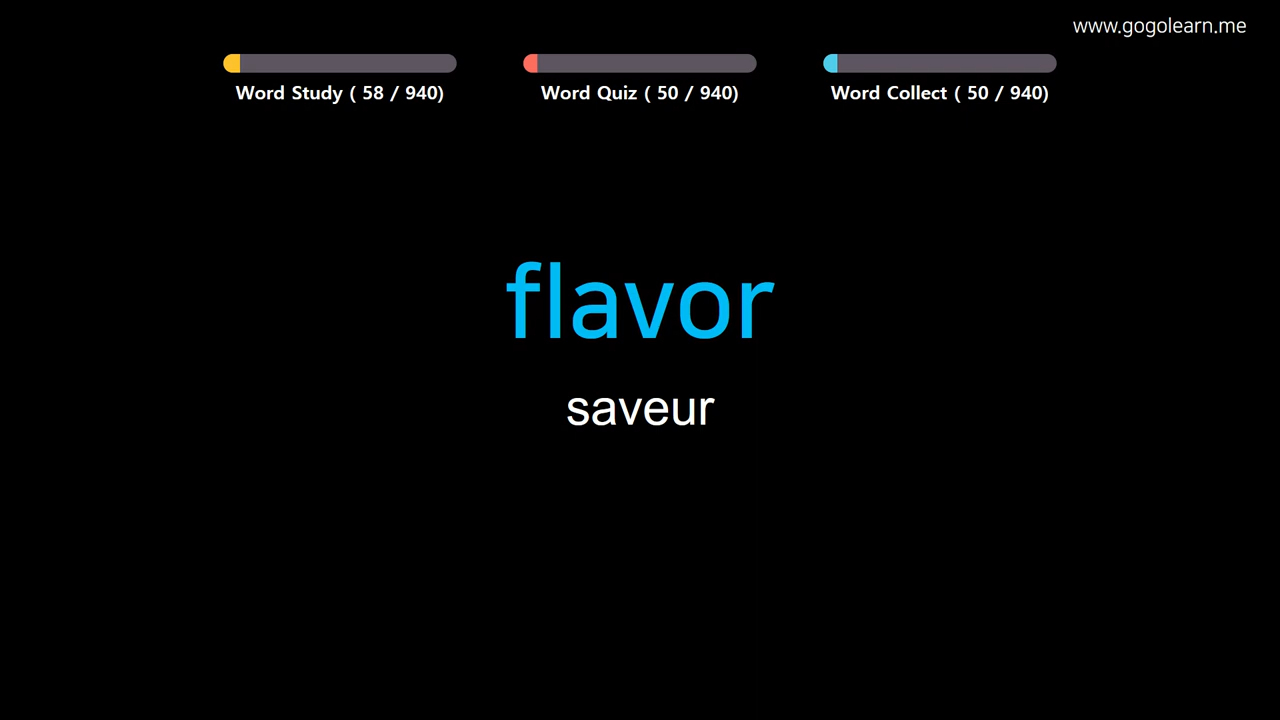 www.gogolearn.me
Word Study ( 58 / 940)
Word Quiz ( 50 / 940)
Word Collect ( 50 / 940)
flavor
saveur